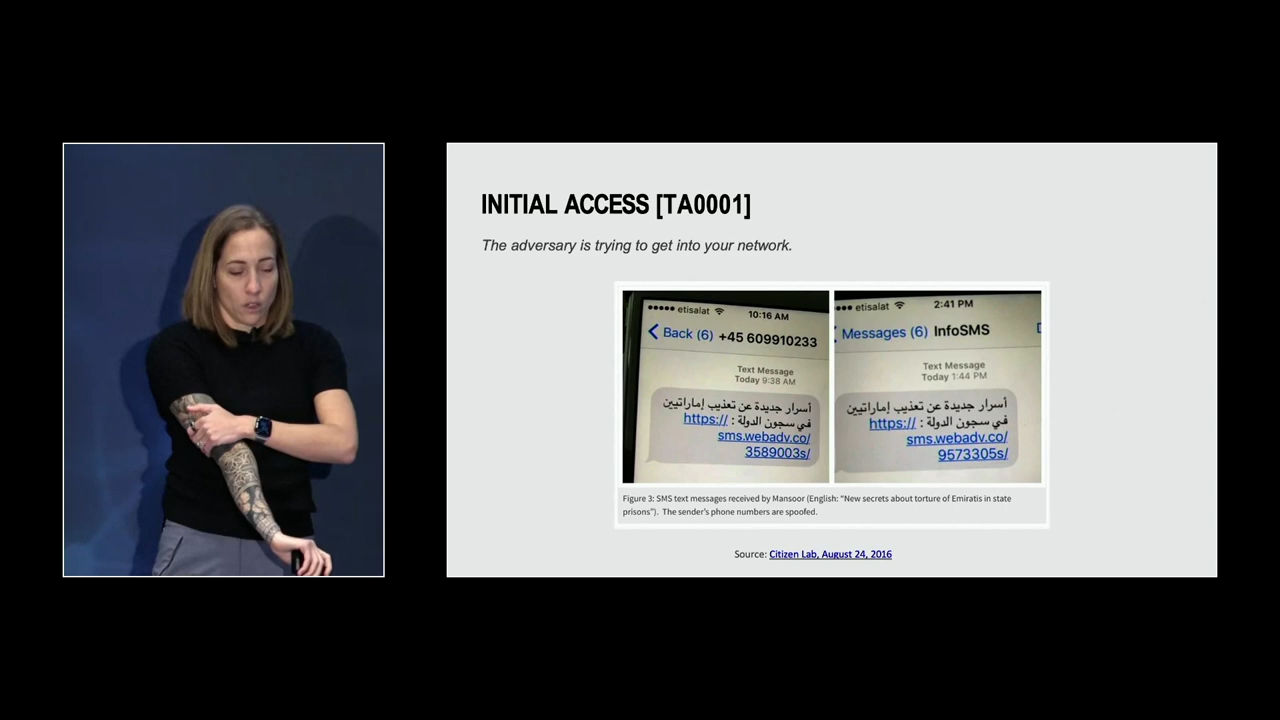 INITIAL ACCESS [TA0001]
The adversary is trying to get into your network.
etisalat
10:16 AM
Back (6) +45 609910233
Text Message
Today 9:38 AM
أسرار جديدة عن تعذيب إماراتيين
في سجون الدولة : https://
sms.webadv.co/
3589003s/
etisalat
2:41 PM
Messages (6) InfoSMS
Text Message
Today 1:44 PM
أسرار جديدة عن تعذيب إماراتيين
في سجون الدولة : https://
sms.webadv.co/
9573305s/
Figure 3: SMS text messages received by Mansoor (English: “New secrets about torture of Emiratis in state
prisons”). The sender’s phone numbers are spoofed.
Source: Citizen Lab, August 24, 2016